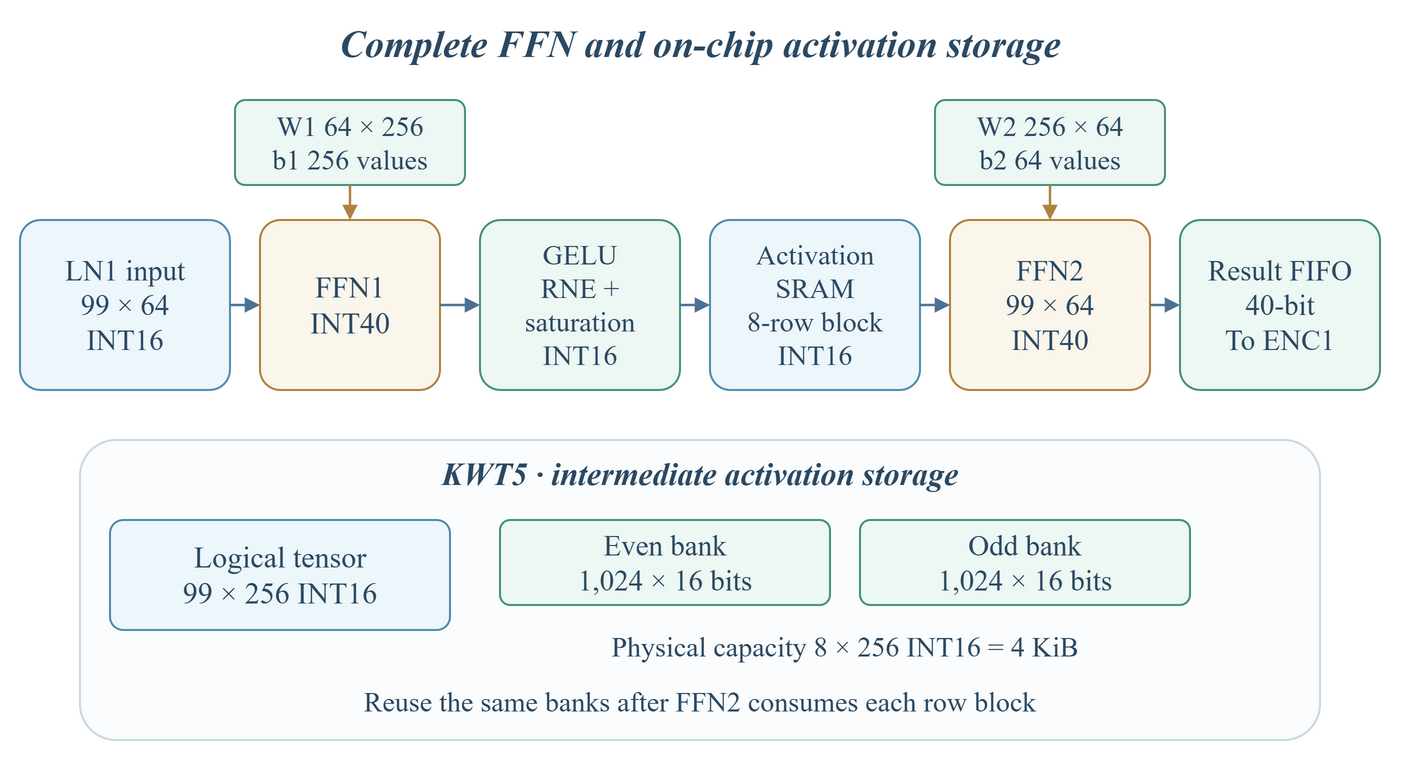 Complete FFN and on-chip activation storage
W1 64 × 256
b1 256 values
W2 256 × 64
b2 64 values
LN1 input
99 × 64
INT16
FFN1
INT40
GELU
RNE +
saturation
INT16
Activation
SRAM
8-row block
INT16
FFN2
99 × 64
INT40
Result FIFO
40-bit
To ENC1
KWT5 · intermediate activation storage
Logical tensor
99 × 256 INT16
Even bank
1,024 × 16 bits
Odd bank
1,024 × 16 bits
Physical capacity 8 × 256 INT16 = 4 KiB
Reuse the same banks after FFN2 consumes each row block